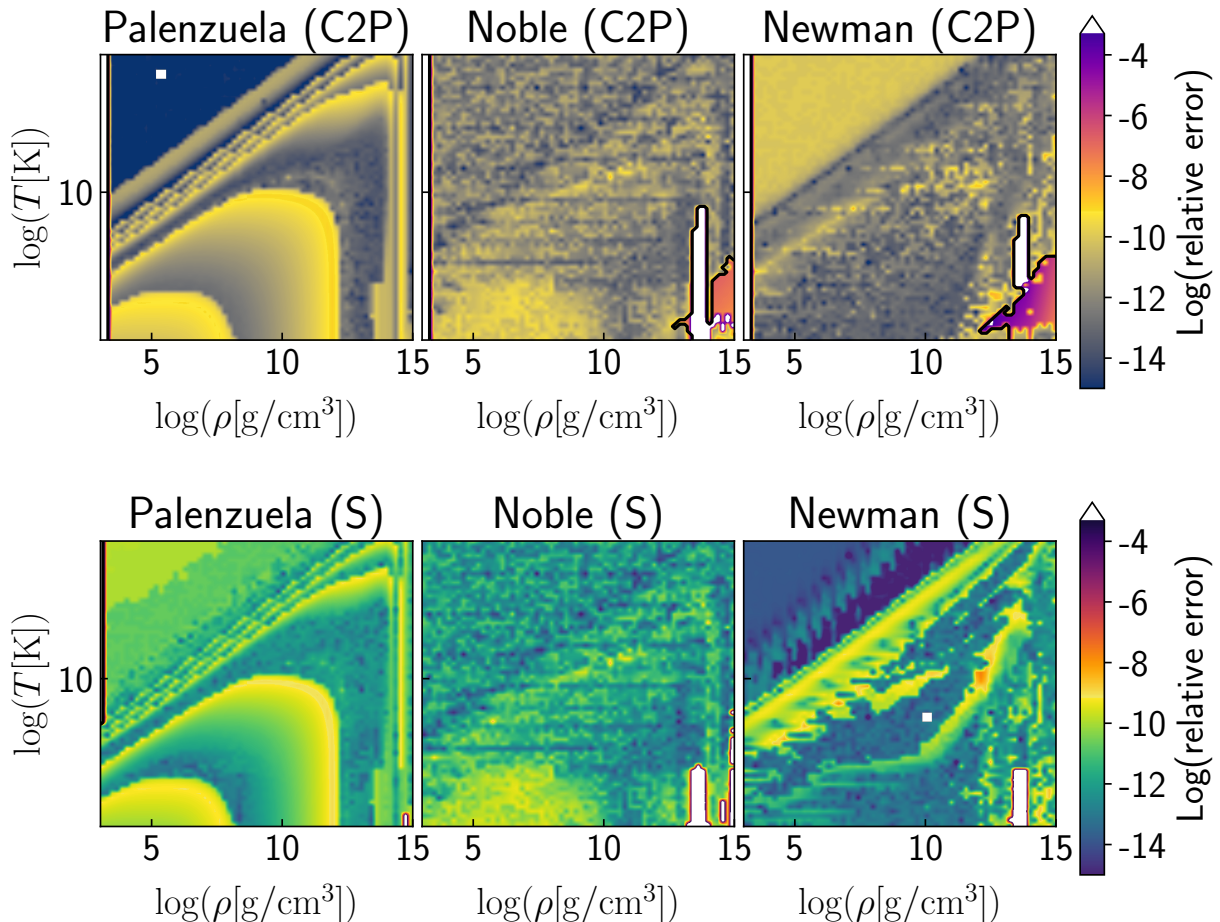 Palenzuela (C2P) Noble (C2P) Newman (C2P)
log(T[K])
10
5 10 15 5 10 15 5 10 15
log(ρ[g/cm³]) log(ρ[g/cm³]) log(ρ[g/cm³])
-4
-6
-8
-10
-12
-14
Log(relative error)
Palenzuela (S) Noble (S) Newman (S)
log(T[K])
10
5 10 15 5 10 15 5 10 15
log(ρ[g/cm³]) log(ρ[g/cm³]) log(ρ[g/cm³])
-4
-6
-8
-10
-12
-14
Log(relative error)